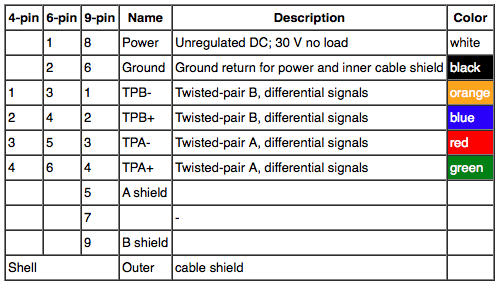 4-pin 6-pin 9-pin Name Description Color
1 8 Power Unregulated DC; 30 V no load white
2 6 Ground Ground return for power and inner cable shield black
1 3 1 TPB- Twisted-pair B, differential signals orange
2 4 2 TPB+ Twisted-pair B, differential signals blue
3 5 3 TPA- Twisted-pair A, differential signals red
4 6 4 TPA+ Twisted-pair A, differential signals green
5 A shield
7 -
9 B shield
Shell Outer cable shield